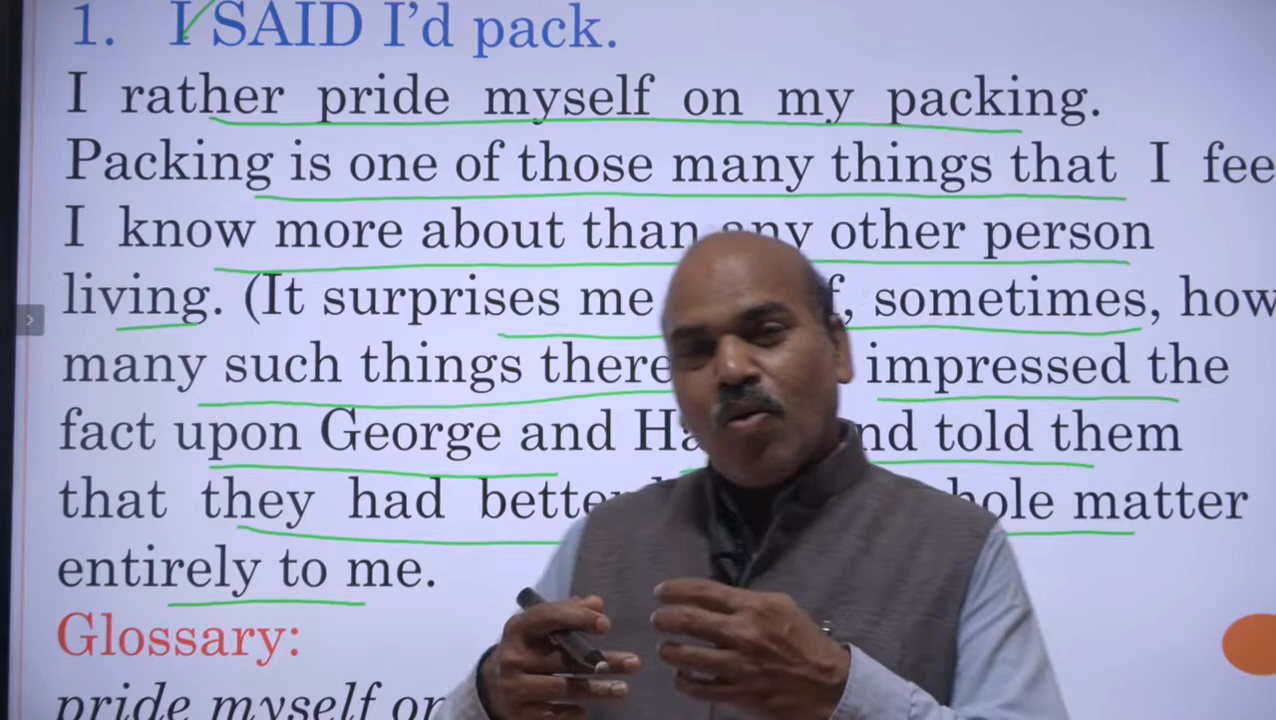 1. I SAID I'd pack.
I rather pride myself on my packing.
Packing is one of those many things that I fee
I know more about than any other person
living. (It surprises me sometimes, how
many such things there impressed the
fact upon George and and told them
that they had better whole matter
entirely to me.
Glossary:
pride myself on